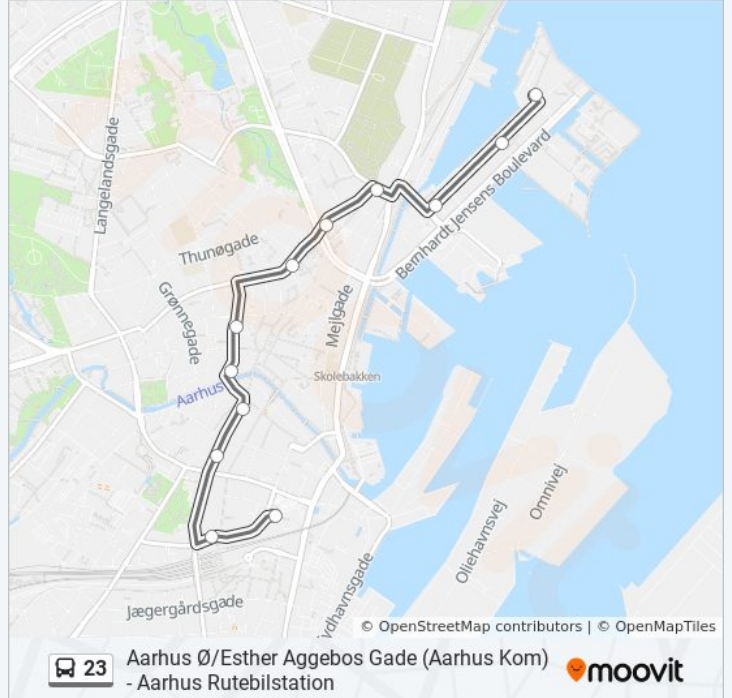 Langelandsgade
Bernhardt Jensens Boulevard
Thunøgade
Grønnegade
Mejlgade
Skolebakken
Aarhus
Omnivej
Oliehavnsvej
ydhavnsgade
Jægergårdsgade
© OpenStreetMap contributors | © OpenMapTiles
23
Aarhus Ø/Esther Aggebos Gade (Aarhus Kom)
- Aarhus Rutebilstation
moovit